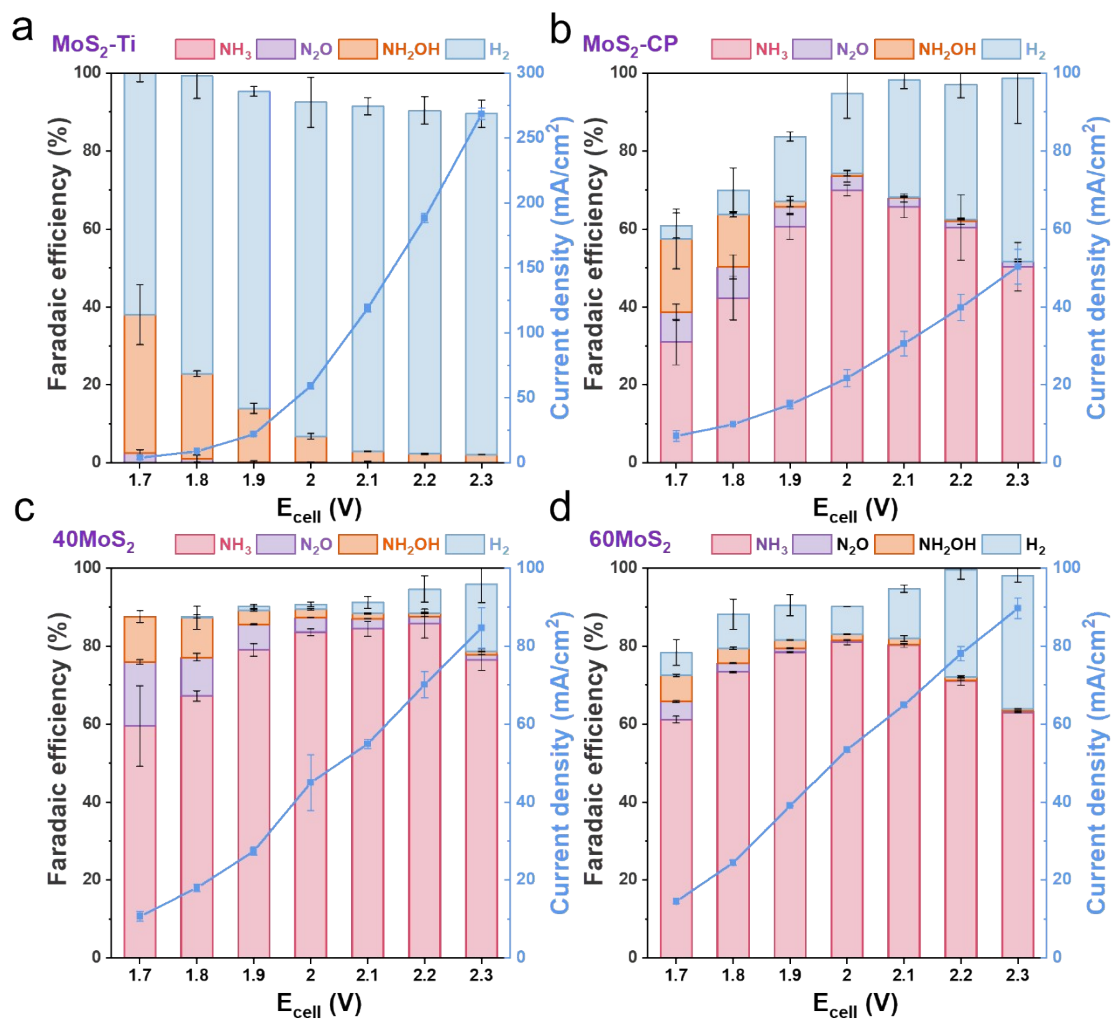 a
MoS₂-Ti
NH₃ N₂O NH₂OH H₂
Faradaic efficiency (%)
100
80
60
40
20
0
300
250
200
150
100
50
0
Current density (mA/cm²)
1.7 1.8 1.9 2 2.1 2.2 2.3
E_cell (V)
b
MoS₂-CP
NH₃ N₂O NH₂OH H₂
Faradaic efficiency (%)
100
80
60
40
20
0
100
80
60
40
20
0
Current density (mA/cm²)
1.7 1.8 1.9 2 2.1 2.2 2.3
E_cell (V)
c
40MoS₂
NH₃ N₂O NH₂OH H₂
Faradaic efficiency (%)
100
80
60
40
20
0
100
80
60
40
20
0
Current density (mA/cm²)
1.7 1.8 1.9 2 2.1 2.2 2.3
E_cell (V)
d
60MoS₂
NH₃ N₂O NH₂OH H₂
Faradaic efficiency (%)
100
80
60
40
20
0
100
80
60
40
20
0
Current density (mA/cm²)
1.7 1.8 1.9 2 2.1 2.2 2.3
E_cell (V)